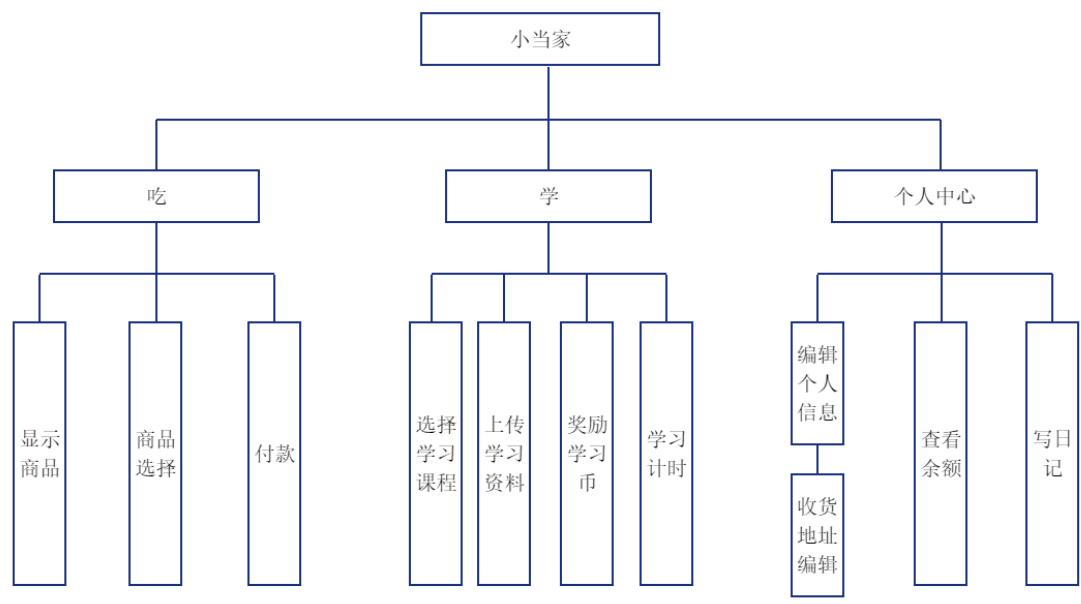 小当家
吃
学
个人中心
显示
商品
商品
选择
付款
选择
学习
课程
上传
学习
资料
奖励
学习
币
学习
计时
编辑
个人
信息
收货
地址
编辑
查看
余额
写日
记